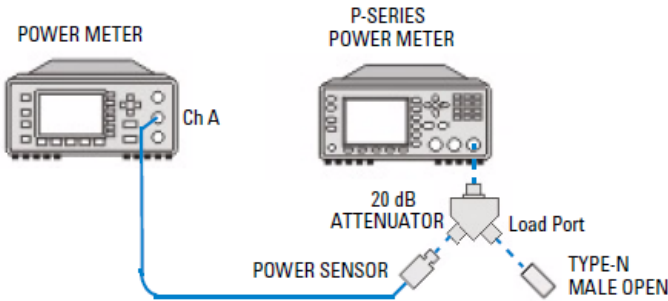 POWER METER
P-SERIES
POWER METER
Ch A
20 dB
ATTENUATOR
Load Port
POWER SENSOR
TYPE-N
MALE OPEN